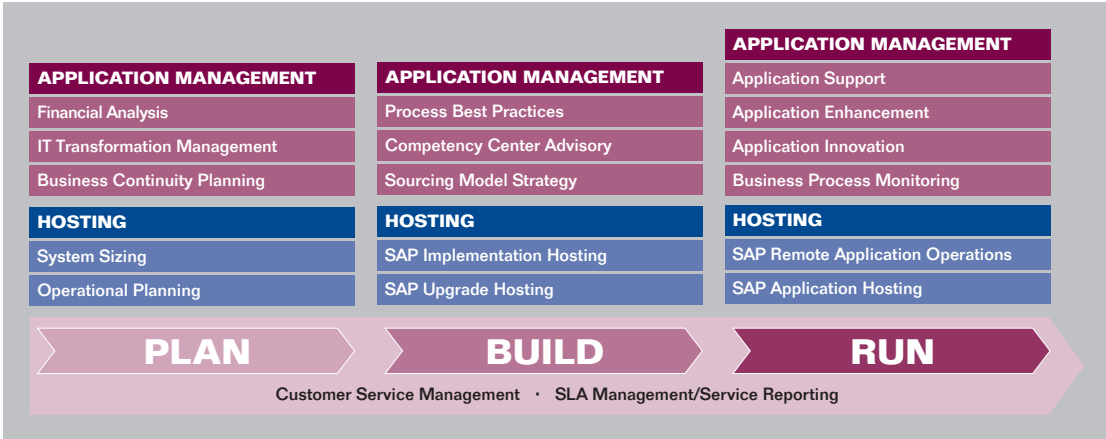 APPLICATION MANAGEMENT
Financial Analysis
IT Transformation Management
Business Continuity Planning
HOSTING
System Sizing
Operational Planning
APPLICATION MANAGEMENT
Process Best Practices
Competency Center Advisory
Sourcing Model Strategy
HOSTING
SAP Implementation Hosting
SAP Upgrade Hosting
APPLICATION MANAGEMENT
Application Support
Application Enhancement
Application Innovation
Business Process Monitoring
HOSTING
SAP Remote Application Operations
SAP Application Hosting
PLAN
BUILD
RUN
Customer Service Management · SLA Management/Service Reporting